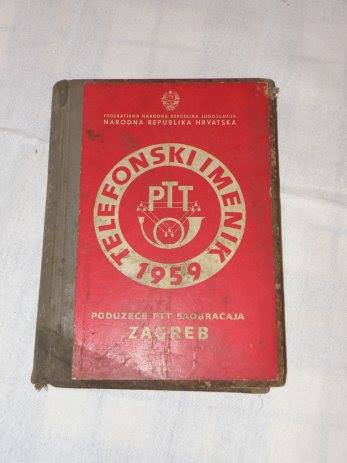 FEDERATIVNA NARODNA REPUBLIKA JUGOSLAVIJA
NARODNA REPUBLIKA HRVATSKA
TELEFONSKI IMENIK
PTT
1959
PODUZEĆE PTT SAOBRAĆAJA
ZAGREB